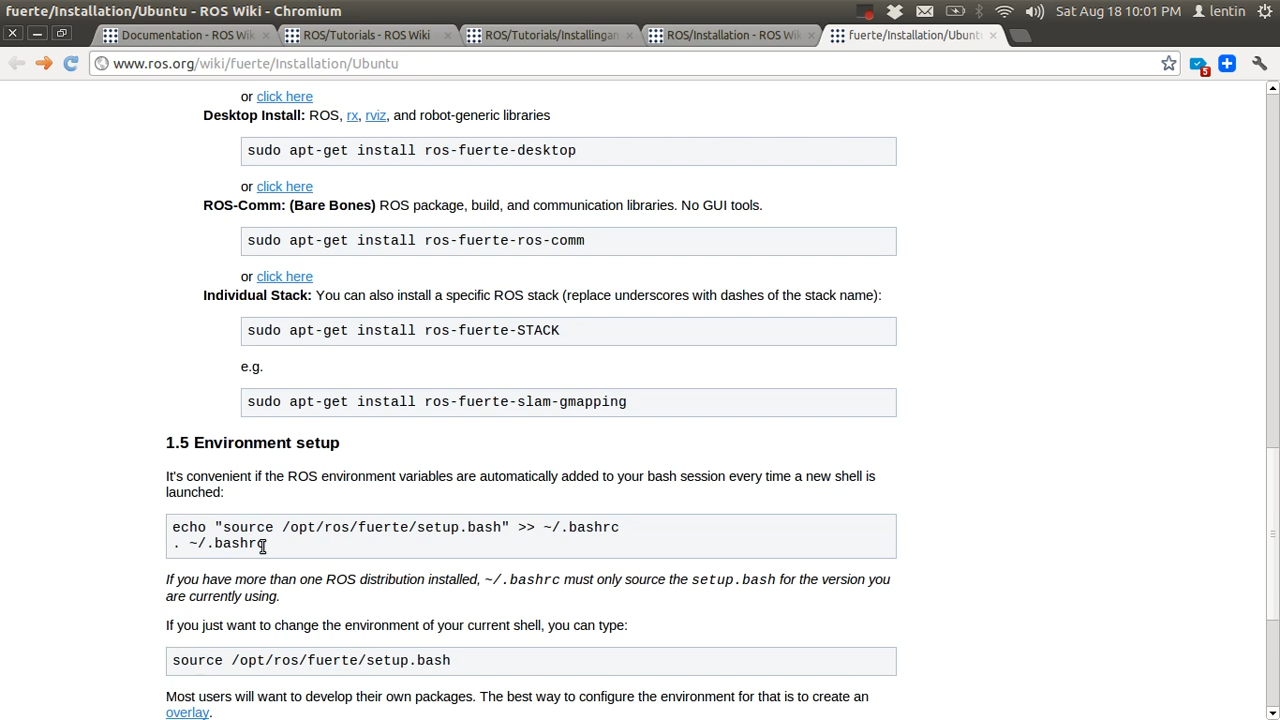 fuerte/Installation/Ubuntu - ROS Wiki - Chromium
Sat Aug 18 10:01 PM
lentin
Documentation - ROS Wiki
ROS/Tutorials - ROS Wiki
ROS/Tutorials/Installingan
ROS/Installation - ROS Wik
fuerte/Installation/Ubunt
www.ros.org/wiki/fuerte/Installation/Ubuntu
5
or click here
Desktop Install: ROS, rx, rviz, and robot-generic libraries
sudo apt-get install ros-fuerte-desktop
or click here
ROS-Comm: (Bare Bones) ROS package, build, and communication libraries. No GUI tools.
sudo apt-get install ros-fuerte-ros-comm
or click here
Individual Stack: You can also install a specific ROS stack (replace underscores with dashes of the stack name):
sudo apt-get install ros-fuerte-STACK
e.g.
sudo apt-get install ros-fuerte-slam-gmapping
1.5 Environment setup
It's convenient if the ROS environment variables are automatically added to your bash session every time a new shell is
launched:
echo "source /opt/ros/fuerte/setup.bash" >> ~/.bashrc
. ~/.bashrc
If you have more than one ROS distribution installed, ~/.bashrc must only source the setup.bash for the version you
are currently using.
If you just want to change the environment of your current shell, you can type:
source /opt/ros/fuerte/setup.bash
Most users will want to develop their own packages. The best way to configure the environment for that is to create an
overlay.